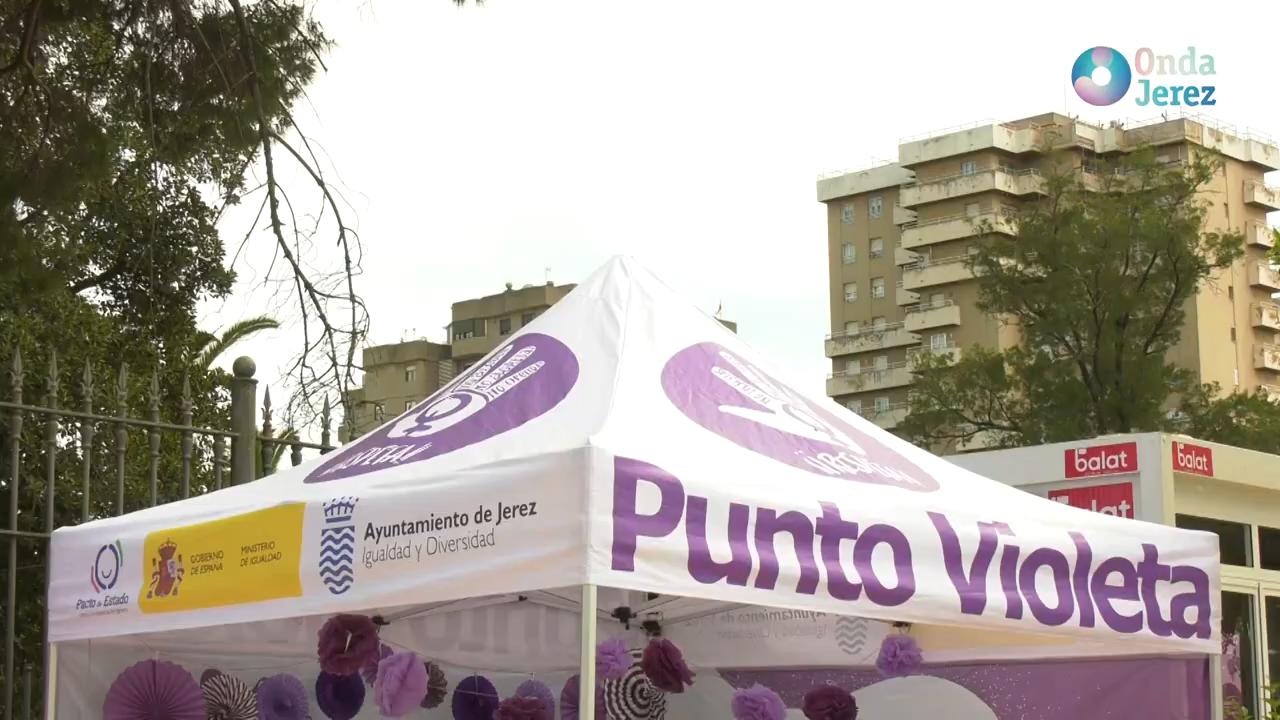 Onda
Jerez
balat
balat
balat
Punto Violeta
Ayuntamiento de Jerez
Igualdad y Diversidad
GOBIERNO
DE ESPAÑA
MINISTERIO
DE IGUALDAD
Pacto de Estado